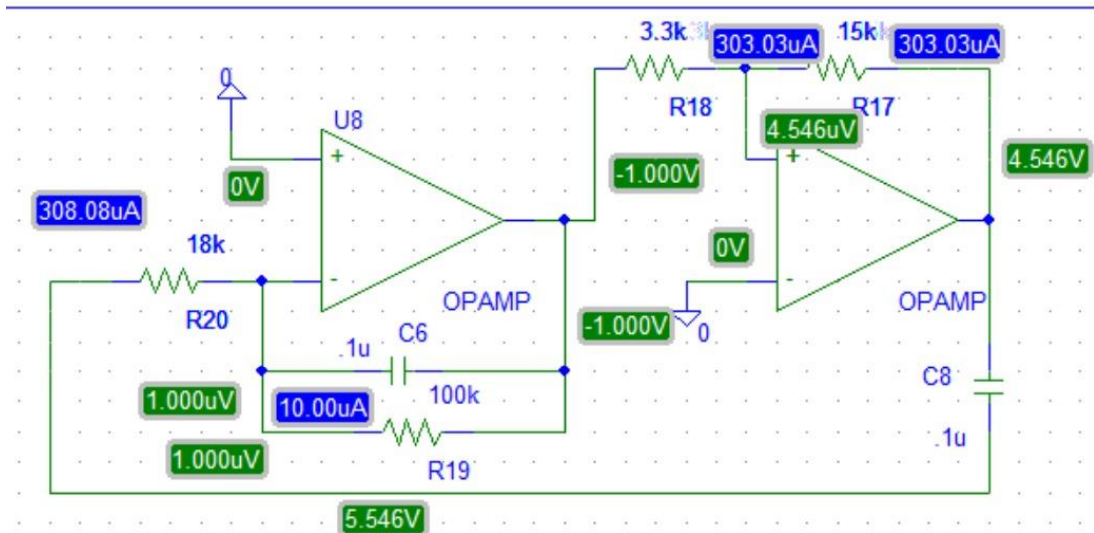 3.3k
303.03uA
15k
303.03uA
0
R18
R17
U8
+
4.546uV
+
4.546V
0V
-1.000V
308.08uA
18k
0V
-
-
R20
OPAMP
OPAMP
-1.000V
0
C6
.1u
C8
1.000uV
10.00uA
100k
.1u
1.000uV
R19
5.546V